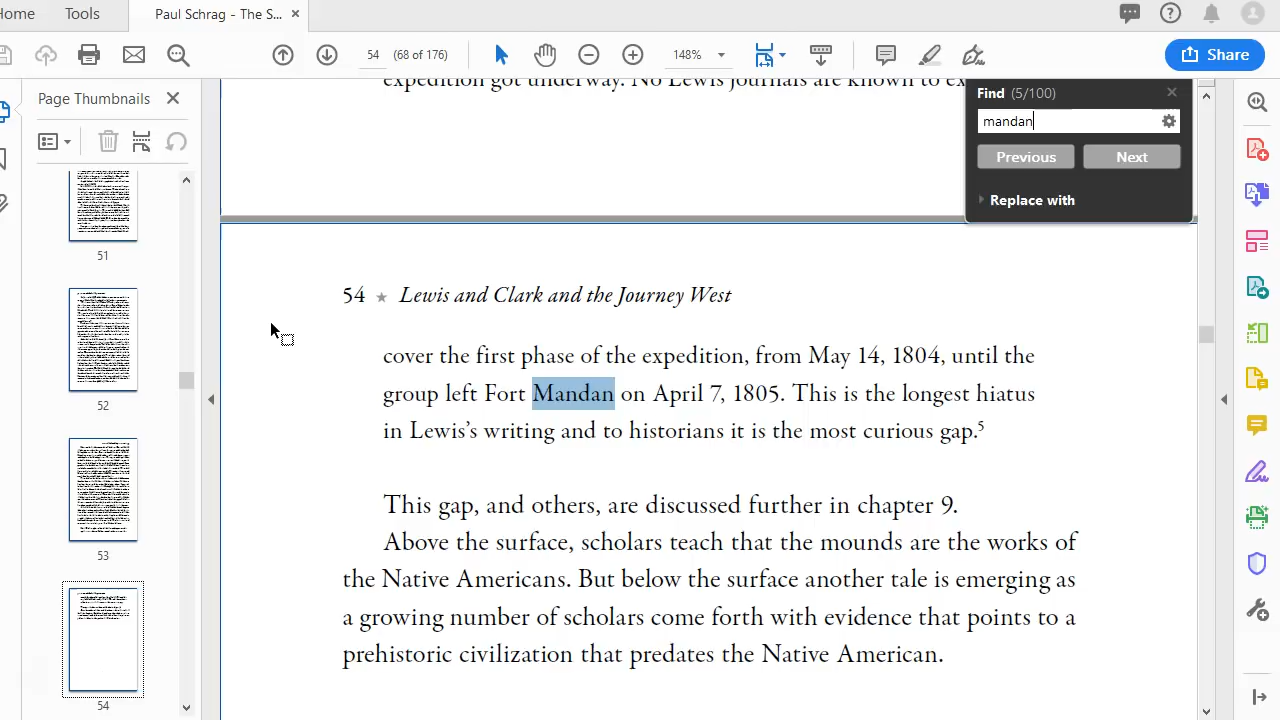 Home
Tools
Paul Schrag - The S...
54
(68 of 176)
148%
Share
Page Thumbnails
51
52
53
54
Find (5/100)
mandan
Previous
Next
Replace with
expedition got underway. No Lewis journals are known to ex
54 ★ Lewis and Clark and the Journey West
cover the first phase of the expedition, from May 14, 1804, until the
group left Fort Mandan on April 7, 1805. This is the longest hiatus
in Lewis’s writing and to historians it is the most curious gap.⁵
This gap, and others, are discussed further in chapter 9.
Above the surface, scholars teach that the mounds are the works of
the Native Americans. But below the surface another tale is emerging as
a growing number of scholars come forth with evidence that points to a
prehistoric civilization that predates the Native American.